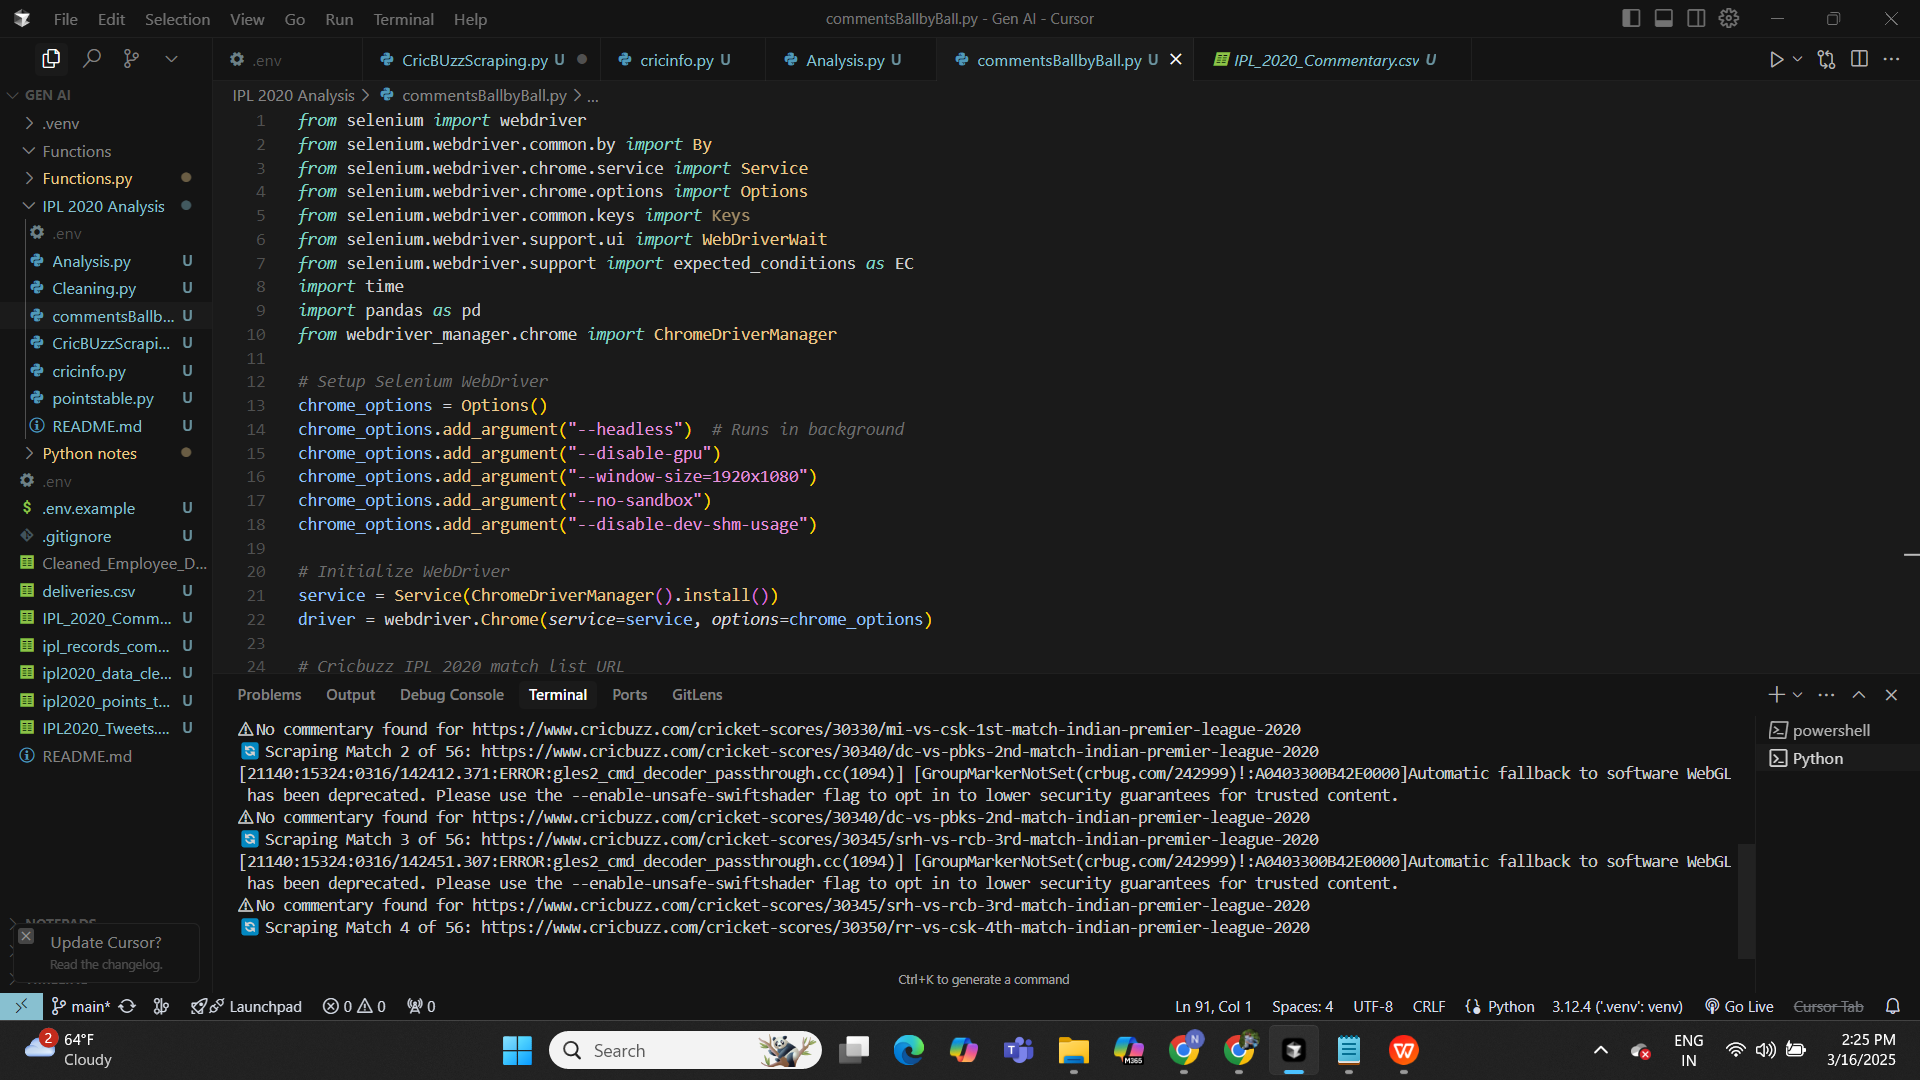 File Edit Selection View Go Run Terminal Help
commentsBallbyBall.py - Gen AI - Cursor
.env
CricBUzzScraping.py U
cricinfo.py U
Analysis.py U
commentsBallbyBall.py U
IPL_2020_Commentary.csv U
GEN AI
.venv
Functions
Functions.py
IPL 2020 Analysis
.env
Analysis.py U
Cleaning.py U
commentsBallb... U
CricBUzzScrapi... U
cricinfo.py U
pointstable.py U
README.md U
Python notes
.env
.env.example U
.gitignore U
Cleaned_Employee_D...
deliveries.csv U
IPL_2020_Comm... U
ipl_records_com... U
ipl2020_data_cle... U
ipl2020_points_t... U
IPL2020_Tweets.... U
README.md
Update Cursor?
Read the changelog.
IPL 2020 Analysis > commentsBallbyBall.py > ...
1 from selenium import webdriver
2 from selenium.webdriver.common.by import By
3 from selenium.webdriver.chrome.service import Service
4 from selenium.webdriver.chrome.options import Options
5 from selenium.webdriver.common.keys import Keys
6 from selenium.webdriver.support.ui import WebDriverWait
7 from selenium.webdriver.support import expected_conditions as EC
8 import time
9 import pandas as pd
10 from webdriver_manager.chrome import ChromeDriverManager
11
12 # Setup Selenium WebDriver
13 chrome_options = Options()
14 chrome_options.add_argument("--headless")  # Runs in background
15 chrome_options.add_argument("--disable-gpu")
16 chrome_options.add_argument("--window-size=1920x1080")
17 chrome_options.add_argument("--no-sandbox")
18 chrome_options.add_argument("--disable-dev-shm-usage")
19
20 # Initialize WebDriver
21 service = Service(ChromeDriverManager().install())
22 driver = webdriver.Chrome(service=service, options=chrome_options)
23
24 # Cricbuzz IPL 2020 match list URL
Problems Output Debug Console Terminal Ports GitLens
⚠No commentary found for https://www.cricbuzz.com/cricket-scores/30330/mi-vs-csk-1st-match-indian-premier-league-2020
🔄 Scraping Match 2 of 56: https://www.cricbuzz.com/cricket-scores/30340/dc-vs-pbks-2nd-match-indian-premier-league-2020
[21140:15324:0316/142412.371:ERROR:gles2_cmd_decoder_passthrough.cc(1094)] [GroupMarkerNotSet(crbug.com/242999)!:A0403300B42E0000]Automatic fallback to software WebGL
has been deprecated. Please use the --enable-unsafe-swiftshader flag to opt in to lower security guarantees for trusted content.
⚠No commentary found for https://www.cricbuzz.com/cricket-scores/30340/dc-vs-pbks-2nd-match-indian-premier-league-2020
🔄 Scraping Match 3 of 56: https://www.cricbuzz.com/cricket-scores/30345/srh-vs-rcb-3rd-match-indian-premier-league-2020
[21140:15324:0316/142451.307:ERROR:gles2_cmd_decoder_passthrough.cc(1094)] [GroupMarkerNotSet(crbug.com/242999)!:A0403300B42E0000]Automatic fallback to software WebGL
has been deprecated. Please use the --enable-unsafe-swiftshader flag to opt in to lower security guarantees for trusted content.
⚠No commentary found for https://www.cricbuzz.com/cricket-scores/30345/srh-vs-rcb-3rd-match-indian-premier-league-2020
🔄 Scraping Match 4 of 56: https://www.cricbuzz.com/cricket-scores/30350/rr-vs-csk-4th-match-indian-premier-league-2020
Ctrl+K to generate a command
powershell
Python
main* Launchpad 0 0 0
Ln 91, Col 1 Spaces: 4 UTF-8 CRLF Python 3.12.4 ('.venv': venv) Go Live Cursor Tab
2 64°F
Cloudy
Search
M365
N
ENG
IN
2:25 PM
3/16/2025